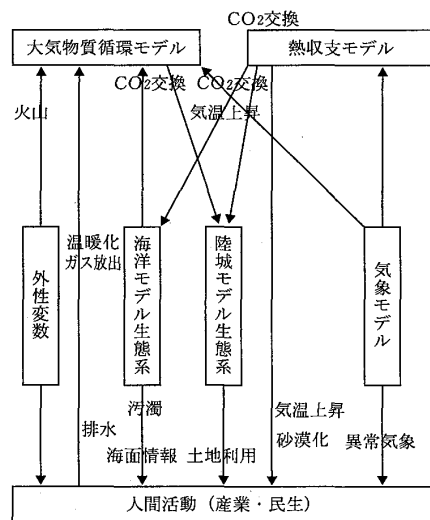 CO₂交換
大気物質循環モデル
熱収支モデル
CO₂交換
CO₂交換
火山
気温上昇
外性変数
温暖化
ガス放出
海洋モデル生態系
陸城モデル生態系
気象モデル
汚濁
気温上昇
排水
砂漠化
異常気象
海面情報
土地利用
人間活動（産業・民生）